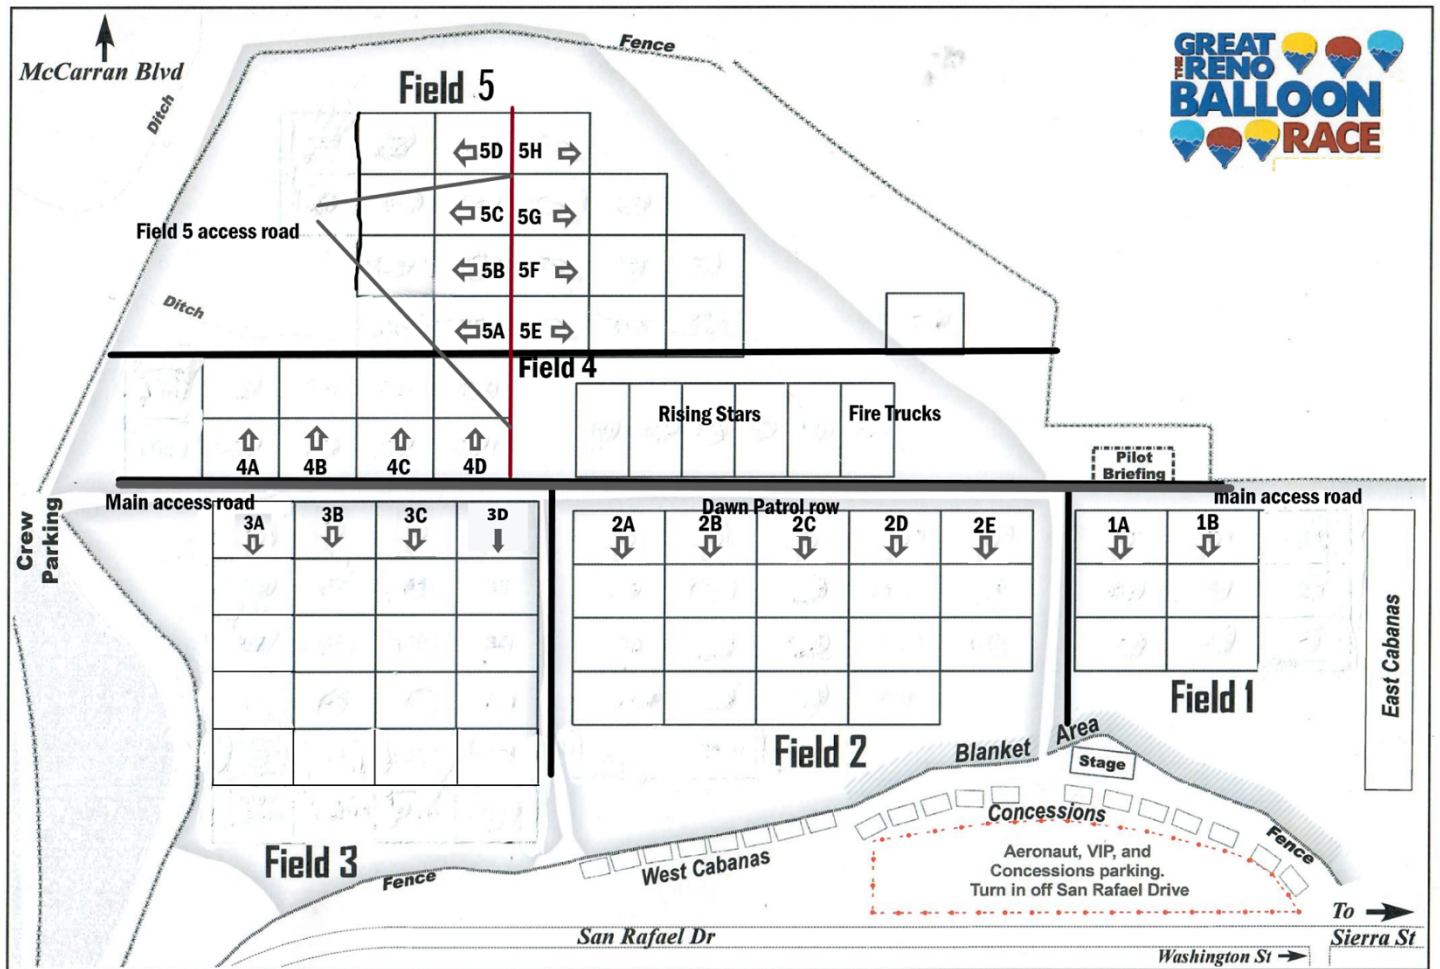 McCarran Blvd
Fence
Field 5
GREAT
THE RENO
BALLOON
RACE
Ditch
5D 5H
5C 5G
Field 5 access road
5B 5F
Ditch
5A 5E
Field 4
Rising Stars
Fire Trucks
4A 4B 4C 4D
Pilot
Briefing
Main access road
Dawn Patrol row
main access road
Crew
Parking
3A 3B 3C 3D
2A 2B 2C 2D 2E
1A 1B
East Cabanas
Field 1
Field 2
Blanket Area
Stage
Concessions
Field 3
Fence
West Cabanas
Fence
Aeronaut, VIP, and
Concessions parking.
Turn in off San Rafael Drive
To
Sierra St
San Rafael Dr
Washington St